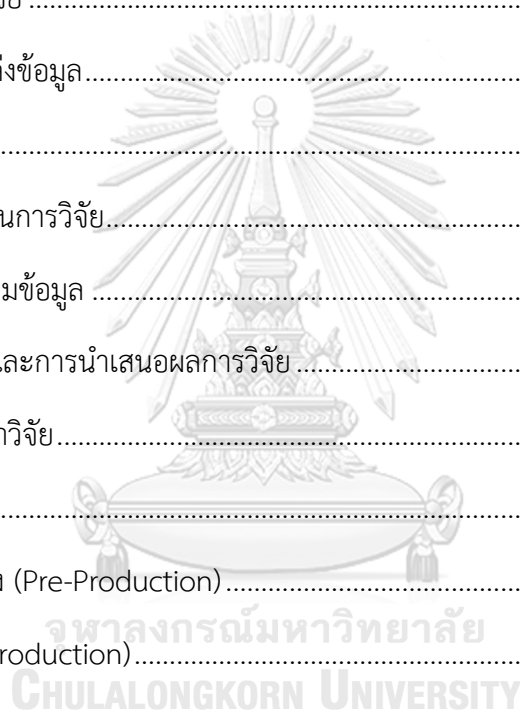 ึงข้อมูล..........................................................................
..........................................................................................
นการวิจัย......................................................................
มข้อมูล ........................................................................
และการนำเสนอผลการวิจัย ......................................
าวิจัย..............................................................................
..........................................................................................
(Pre-Production)..................................................
จุฬาลงกรณ์มหาวิทยาลัย
roduction)................................................................
CHULALONGKORN UNIVERSITY